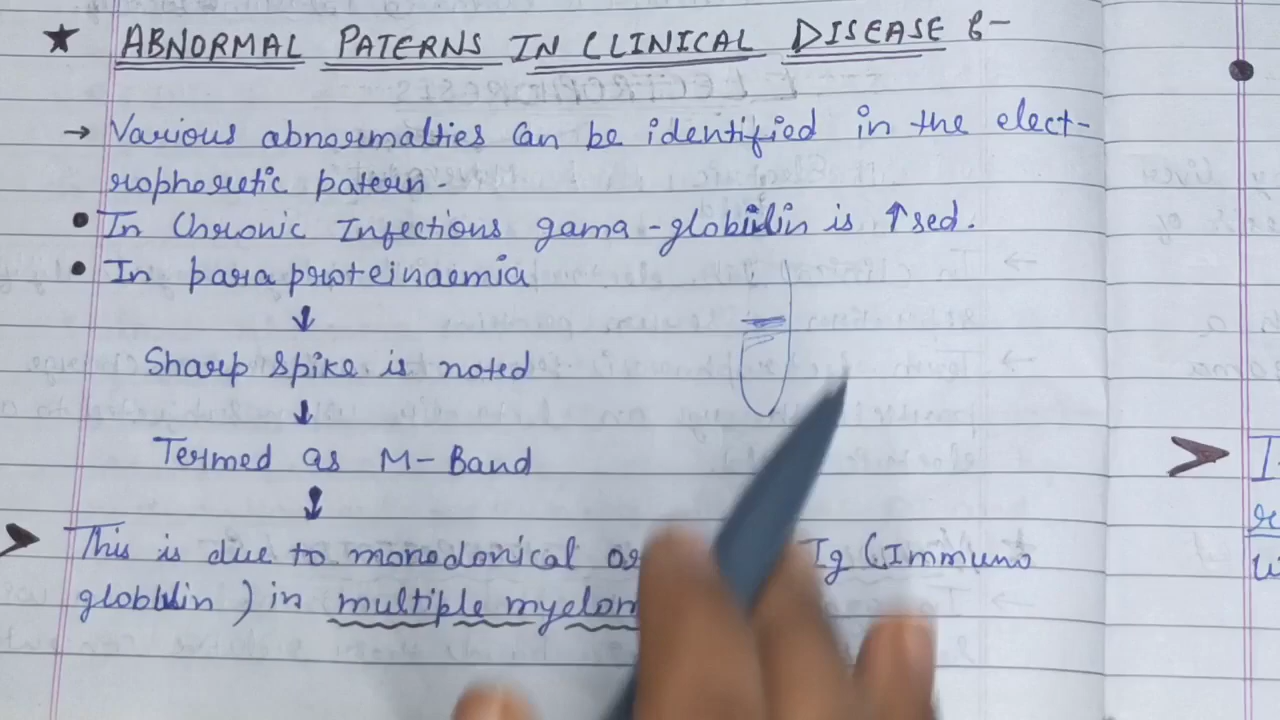 ★ ABNORMAL PATERNS IN CLINICAL DISEASE :-
→ Various abnormalties can be identified in the elect-
rophoretic patern.
• In Chronic Infections gama-globulin is ↑sed.
• In paraproteinaemia
↓
Sharp spike is noted
↓
Termed as M-Band
↓
This is due to monoclonical Ig (Immuno
globulin) in multiple